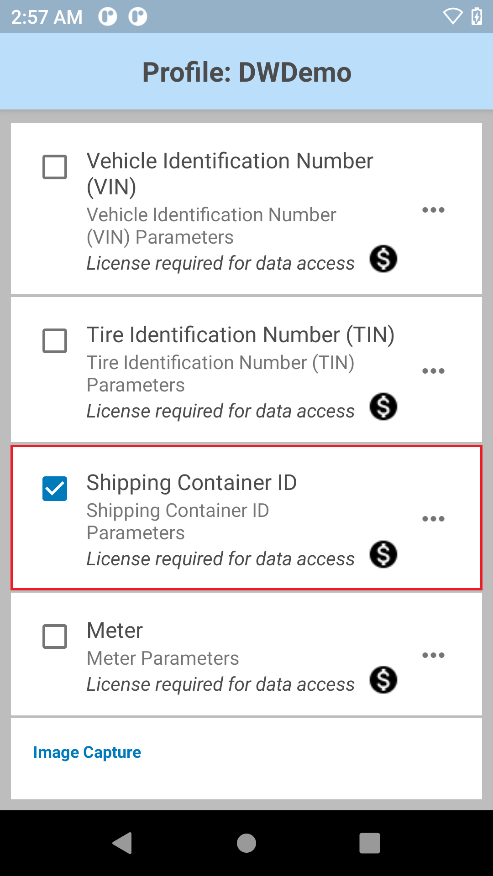 2:57 AM
Profile: DWDemo
Vehicle Identification Number
(VIN)
Vehicle Identification Number
(VIN) Parameters
License required for data access $
Tire Identification Number (TIN)
Tire Identification Number (TIN)
Parameters
License required for data access $
Shipping Container ID
Shipping Container ID
Parameters
License required for data access $
Meter
Meter Parameters
License required for data access $
Image Capture